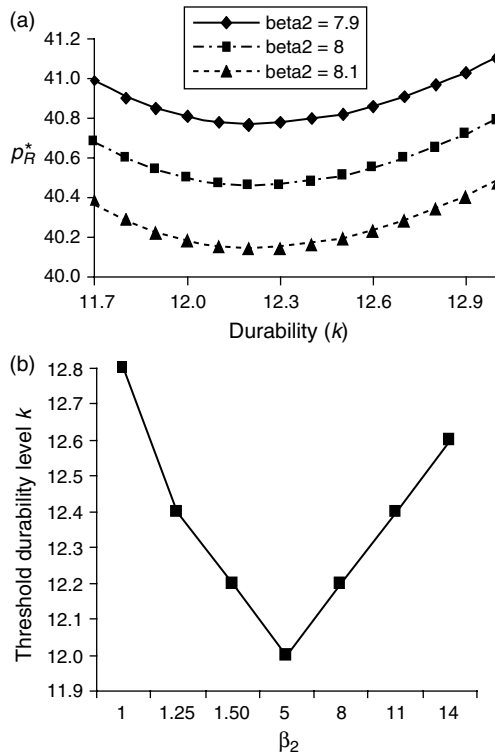 (a)
beta2 = 7.9
beta2 = 8
beta2 = 8.1
41.2
41.0
40.8
40.6
40.4
40.2
40.0
p*R
11.7 12.0 12.3 12.6 12.9
Durability (k)
(b)
12.8
12.7
12.6
12.5
12.4
12.3
12.2
12.1
12.0
11.9
Threshold durability level k
1 1.25 1.50 5 8 11 14
β2